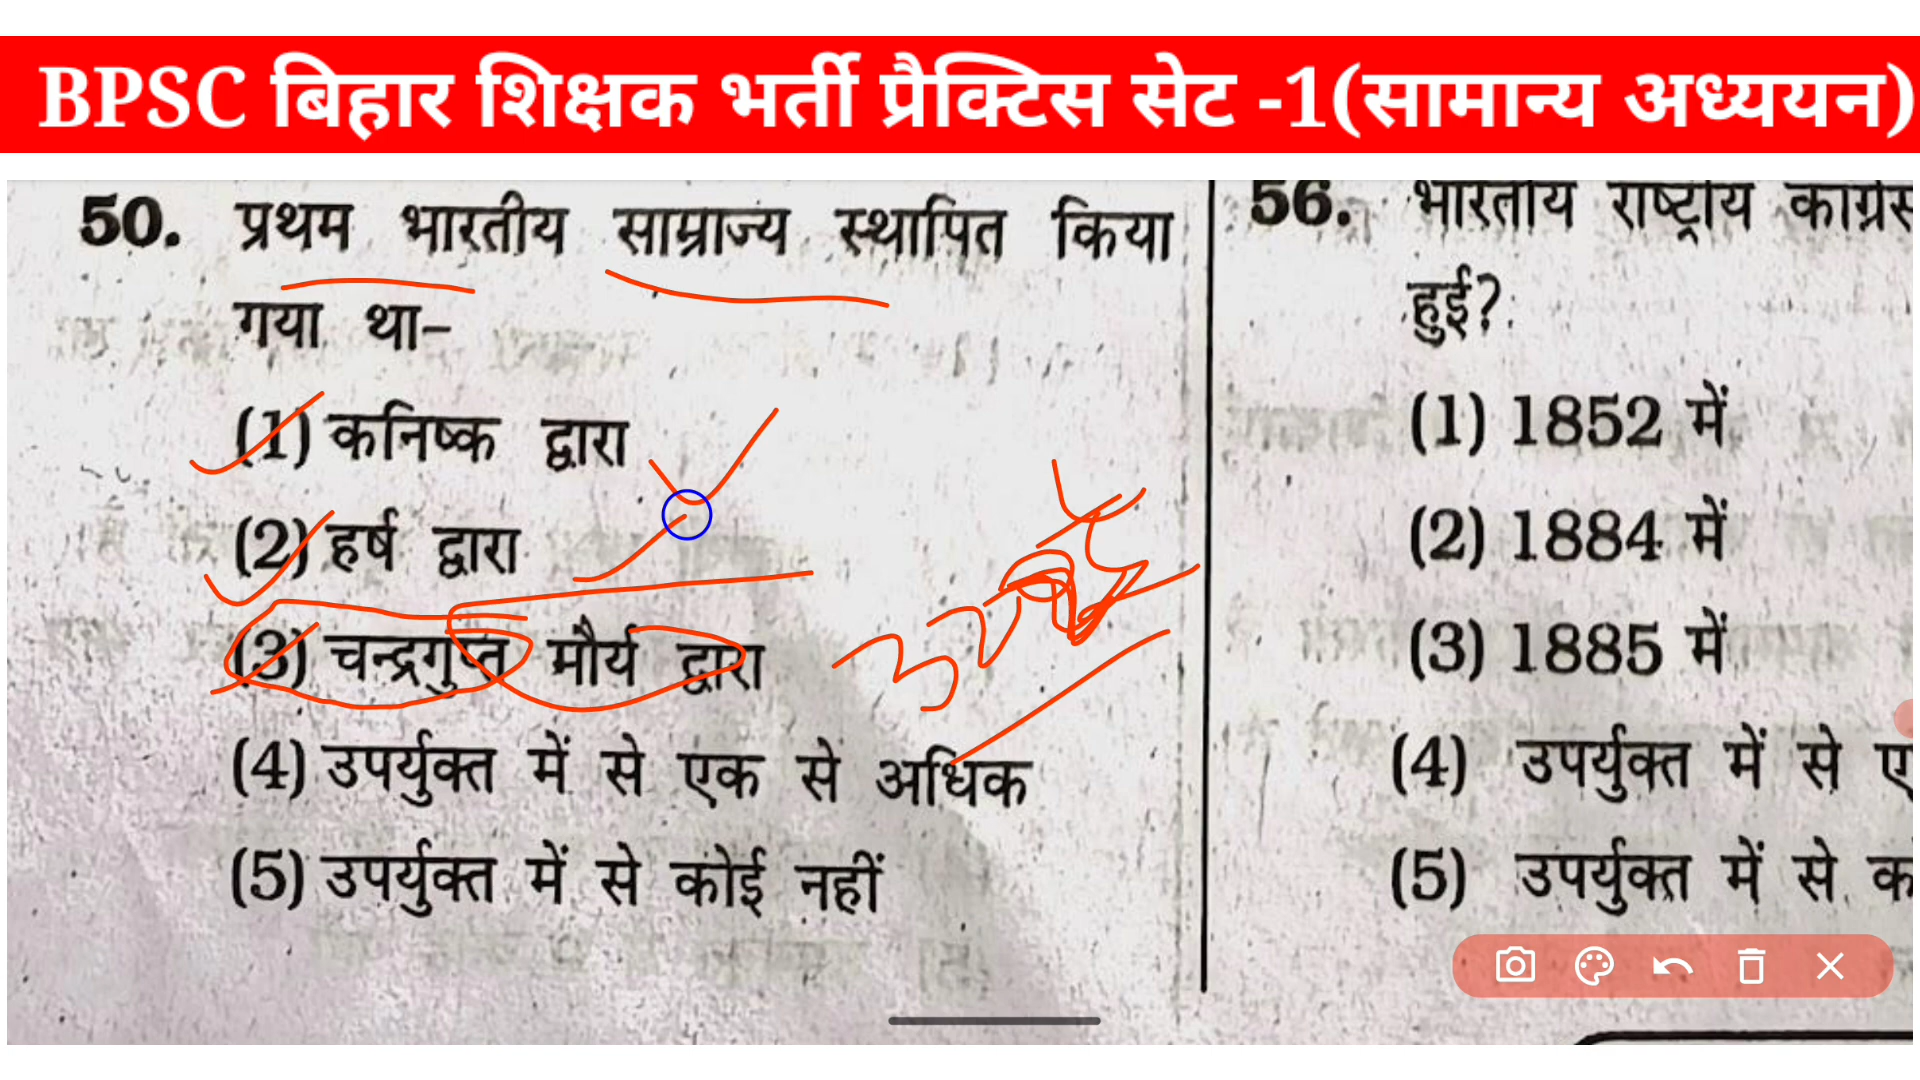 BPSC बिहार शिक्षक भर्ती प्रैक्टिस सेट -1(सामान्य अध्ययन)
50. प्रथम भारतीय साम्राज्य स्थापित किया
गया था–
(1) कनिष्क द्वारा
(2) हर्ष द्वारा
(3) चन्द्रगुप्त मौर्य द्वारा
(4) उपर्युक्त में से एक से अधिक
(5) उपर्युक्त में से कोई नहीं
56. भारतीय राष्ट्रीय कांग्रेस
हुई?
(1) 1852 में
(2) 1884 में
(3) 1885 में
(4) उपर्युक्त में से ए
(5) उपर्युक्त में से क